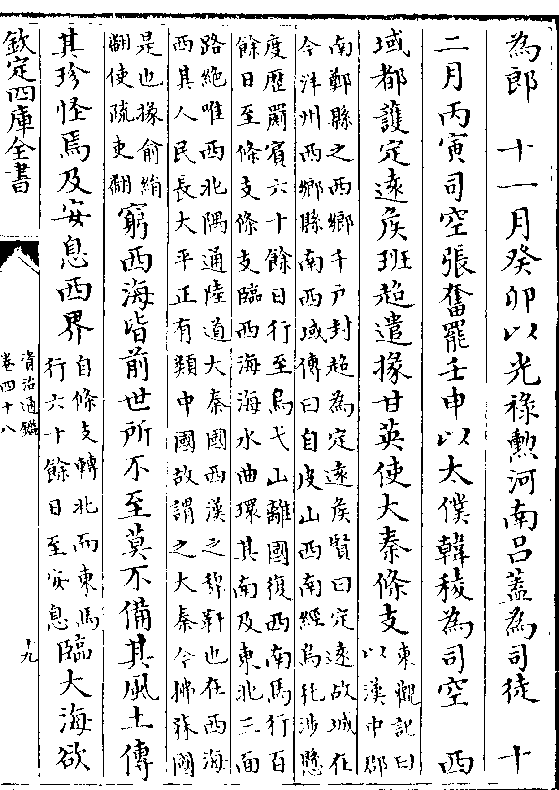 為郎　十一月癸卯以光祿勲河南呂蓋為司徒　十
二月丙寅司空張奮罷壬申以太僕韓稜為司空　西
域都護定遠侯班超遣掾甘英使大秦條支
東觀記曰
以漢中郡
南鄭縣之西鄉千戸封超為定遠侯賢曰定遠故城在
今洋州西鄉縣南西域傳曰自皮山西南經烏秅涉懸
度歴罽賓六十餘日行至烏弋山離國復西南馬行百
餘日至條支條支臨西海海水曲環其南及東北三面
路絶唯西北隅通陸道大秦國西漢之犂靬也在西海
西其人民長大平正有類中國故謂之大秦今拂菻國
是也掾俞絹
翻使疏吏翻
窮西海皆前世所不至莫不備其風土傳
其珍怪焉及安息西界
自條支轉北而東馬
行六十餘日至安息
臨大海欲
欽定四庫全書
資治通鑑
卷四十八
十九